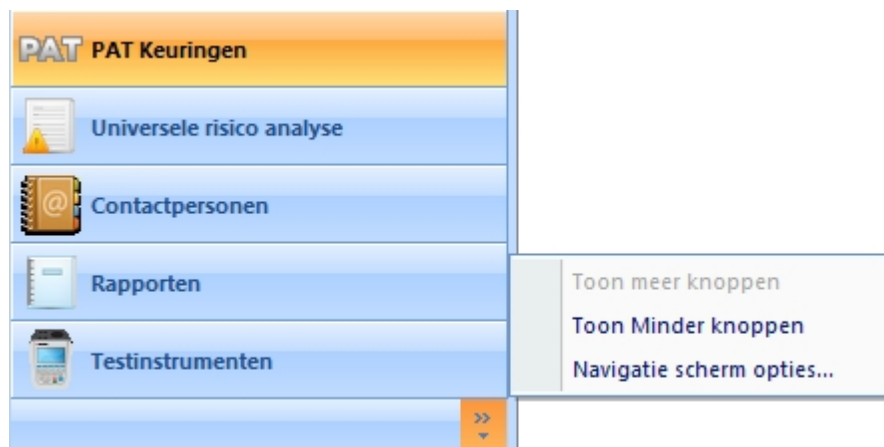 PAT PAT Keuringen
Universele risico analyse
@
Contactpersonen
Rapporten
Testinstrumenten
Toon meer knoppen
Toon Minder knoppen
Navigatie scherm opties...